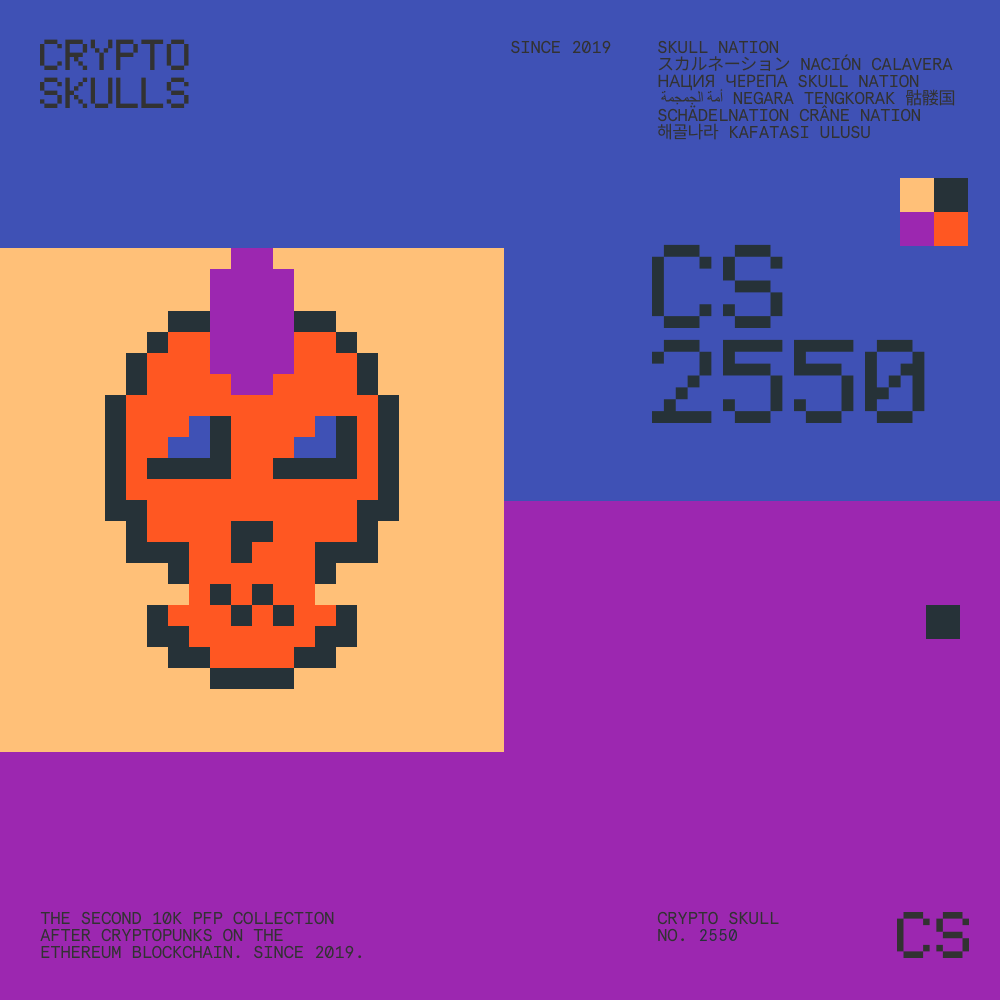 CRYPTO
SKULLS
SINCE 2019
SKULL NATION
スカルネーション NACIÓN CALAVERA
НАЦИЯ ЧЕРЕПА SKULL NATION
أمة الجمجمة NEGARA TENGKORAK 骷髅国
SCHÄDELNATION CRÂNE NATION
해골나라 KAFATASI ULUSU
CS
2550
THE SECOND 10K PFP COLLECTION
AFTER CRYPTOPUNKS ON THE
ETHEREUM BLOCKCHAIN. SINCE 2019.
CRYPTO SKULL
NO. 2550
CS